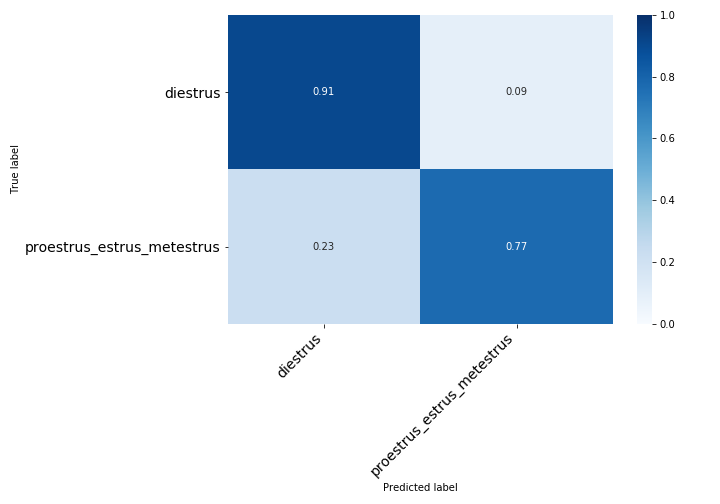 True label
diestrus
0.91
0.09
proestrus_estrus_metestrus
0.23
0.77
diestrus
proestrus_estrus_metestrus
Predicted label
1.0
0.8
0.6
0.4
0.2
0.0